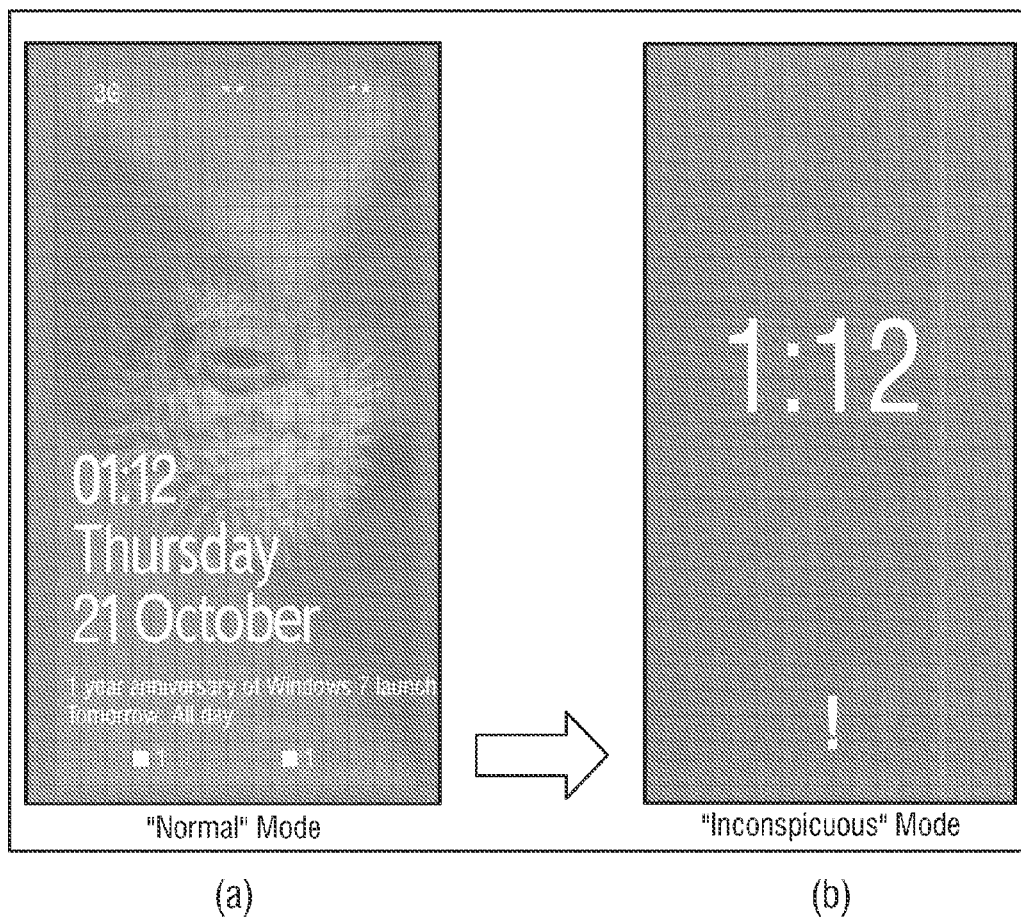 01:12
Thursday
21 October
1 year anniversary of Windows 7 launch
Tomorrow: All day
1
"Normal" Mode
(a)
1:12
!
"Inconspicuous" Mode
(b)